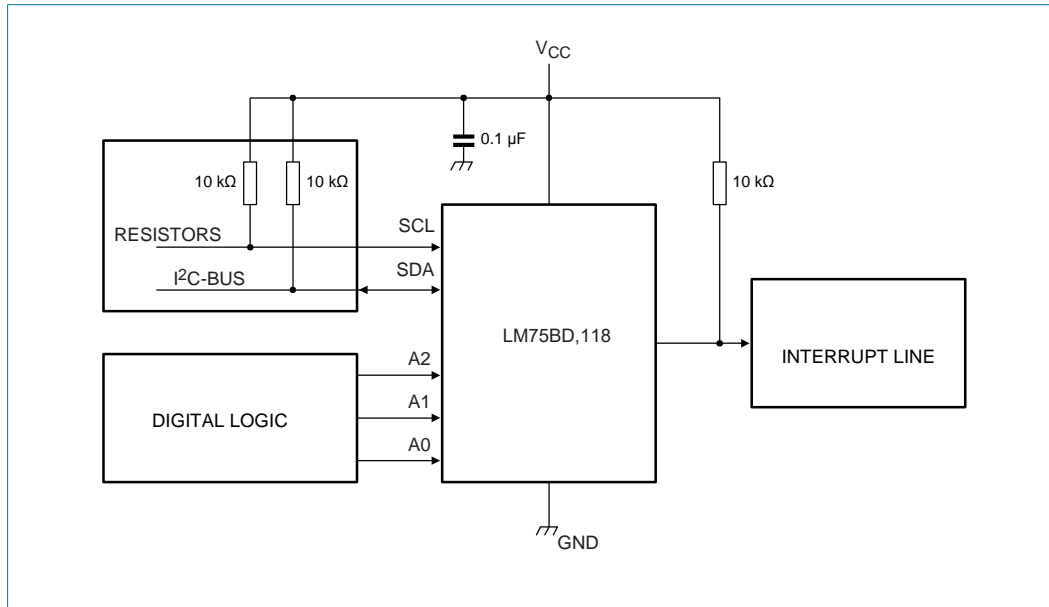 VCC
0.1 µF
10 kΩ
10 kΩ
10 kΩ
RESISTORS
SCL
I²C-BUS
SDA
LM75BD,118
INTERRUPT LINE
A2
DIGITAL LOGIC
A1
A0
GND